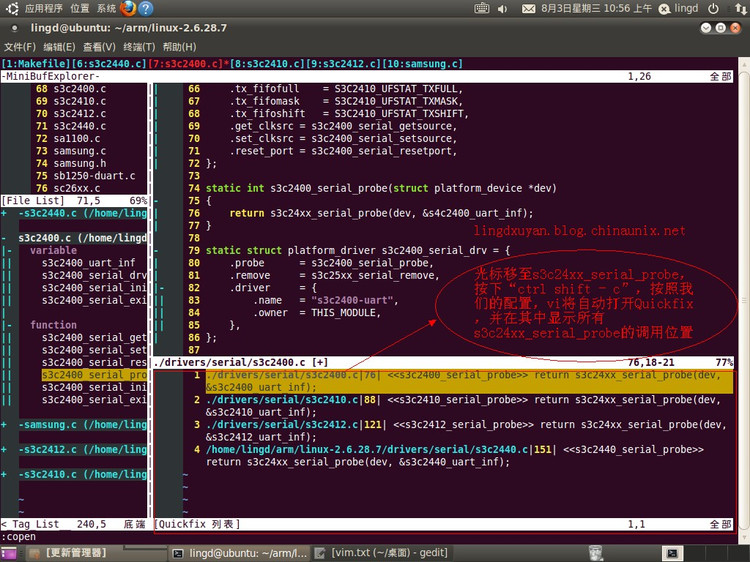 应用程序 位置 系统 8月3日星期三 10:56 上午 lingd
lingd@ubuntu: ~/arm/linux-2.6.28.7
文件(F) 编辑(E) 查看(V) 终端(T) 帮助(H)
[1:Makefile][6:s3c2440.c][7:s3c2400.c]*[8:s3c2410.c][9:s3c2412.c][10:samsung.c]
-MiniBufExplorer- 1,26 全部
68 s3c2400.c
69 s3c2410.c
70 s3c2412.c
71 s3c2440.c
72 sa1100.c
73 samsung.c
74 samsung.h
75 sb1250-duart.c
76 sc26xx.c
[File List] 71,5 69%
+ -s3c2440.c (/home/lingd
- s3c2400.c (/home/lingd
|- variable
|| s3c2400_uart_inf
|| s3c2400_serial_drv
|| s3c2400_serial_ini
|| s3c2400_serial_exi
|
|- function
|| s3c2400_serial_get
|| s3c2400_serial_set
|| s3c2400_serial_res
|| s3c2400_serial_pro
|| s3c2400_serial_ini
|| s3c2400_serial_exi
+ -samsung.c (/home/lingd
+ -s3c2412.c (/home/lingd
+ -s3c2410.c (/home/lingd
~
~
<_Tag_List__ 240,5 底端
66 .tx_fifofull = S3C2410_UFSTAT_TXFULL,
67 .tx_fifomask = S3C2410_UFSTAT_TXMASK,
68 .tx_fifoshift = S3C2410_UFSTAT_TXSHIFT,
69 .get_clksrc = s3c2400_serial_getsource,
70 .set_clksrc = s3c2400_serial_setsource,
71 .reset_port = s3c2400_serial_resetport,
72 };
73
74 static int s3c2400_serial_probe(struct platform_device *dev)
75 {
76 return s3c24xx_serial_probe(dev, &s4c2400_uart_inf);
77 }
78
79 static struct platform_driver s3c2400_serial_drv = {
80 .probe = s3c2400_serial_probe,
81 .remove = s3c25xx_serial_remove,
82 .driver = {
83 .name = "s3c2400-uart",
84 .owner = THIS_MODULE,
85 },
86 };
87
lingdxuyan.blog.chinaunix.net
光标移至s3c24xx_serial_probe,
按下“ctrl shift - c”, 按照我
们的配置, vi将自动打开Quickfix
, 并在其中显示所有
s3c24xx_serial_probe的调用位置
./drivers/serial/s3c2400.c [+] 76,18-21 77%
1 ./drivers/serial/s3c2400.c|76| <<s3c2400_serial_probe>> return s3c24xx_serial_probe(dev,
&s3c2400_uart_inf);
2 ./drivers/serial/s3c2410.c|88| <<s3c2410_serial_probe>> return s3c24xx_serial_probe(dev,
&s3c2410_uart_inf);
3 ./drivers/serial/s3c2412.c|121| <<s3c2412_serial_probe>> return s3c24xx_serial_probe(dev,
&s3c2412_uart_inf);
4 /home/lingd/arm/linux-2.6.28.7/drivers/serial/s3c2440.c|151| <<s3c2440_serial_probe>>
return s3c24xx_serial_probe(dev, &s3c2440_uart_inf);
~
~
~
~
[Quickfix 列表] 1,1 全部
:copen
[更新管理器] lingd@ubuntu: ~/arm/l... [vim.txt (~/桌面) - gedit]